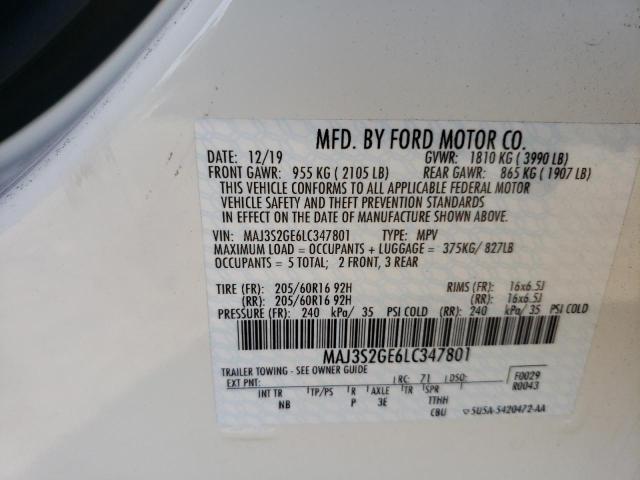 MFD. BY FORD MOTOR CO.
DATE: 12/19 GVWR: 1810 KG ( 3990 LB)
FRONT GAWR: 955 KG ( 2105 LB) REAR GAWR: 865 KG ( 1907 LB)
THIS VEHICLE CONFORMS TO ALL APPLICABLE FEDERAL MOTOR
VEHICLE SAFETY AND THEFT PREVENTION STANDARDS
IN EFFECT ON THE DATE OF MANUFACTURE SHOWN ABOVE.
VIN: MAJ3S2GE6LC347801 TYPE: MPV
MAXIMUM LOAD = OCCUPANTS + LUGGAGE = 375KG/ 827LB
OCCUPANTS = 5 TOTAL; 2 FRONT, 3 REAR
TIRE (FR): 205/60R16 92H RIMS (FR): 16x6.5J
(RR): 205/60R16 92H (RR): 16x6.5J
PRESSURE (FR): 240 kPa/ 35 PSI COLD (RR): 240 kPa/ 35 PSI COLD
MAJ3S2GE6LC347801
TRAILER TOWING - SEE OWNER GUIDE F0029
EXT PNT: RC: 71 DSO: R0043
INT TR TP/PS R AXLE TR SPR
NB P 3E TTHH
CBU 5U5A-5420472-AA